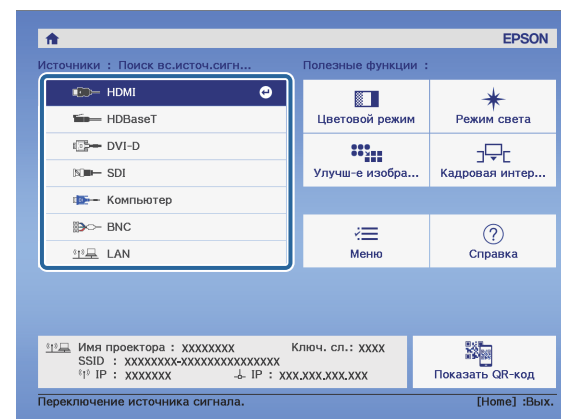 EPSON
Источники : Поиск вс.источ.сигн...
Полезные функции :
HDMI
HDBaseT
DVI-D
SDI
Компьютер
BNC
LAN
Цветовой режим
Режим света
Улучш-е изобра...
Кадровая интер...
Меню
Справка
Имя проектора : XXXXXXXX Ключ. сл.: XXXX
SSID : XXXXXXXX-XXXXXXXXXXXXXXX
IP : XXXXXXX IP : XXX.XXX.XXX.XXX
Показать QR-код
Переключение источника сигнала.
[Home] :Вых.